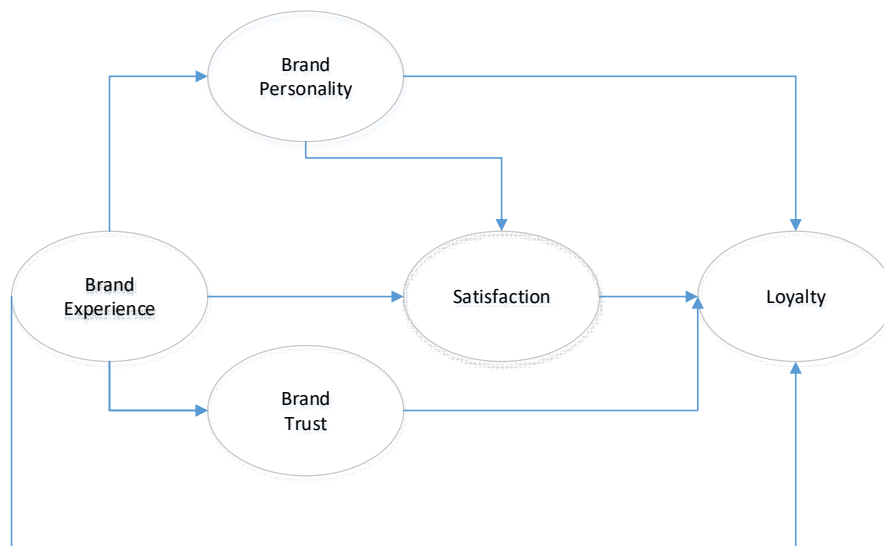 Brand
Personality
Brand
Experience
Satisfaction
Loyalty
Brand
Trust